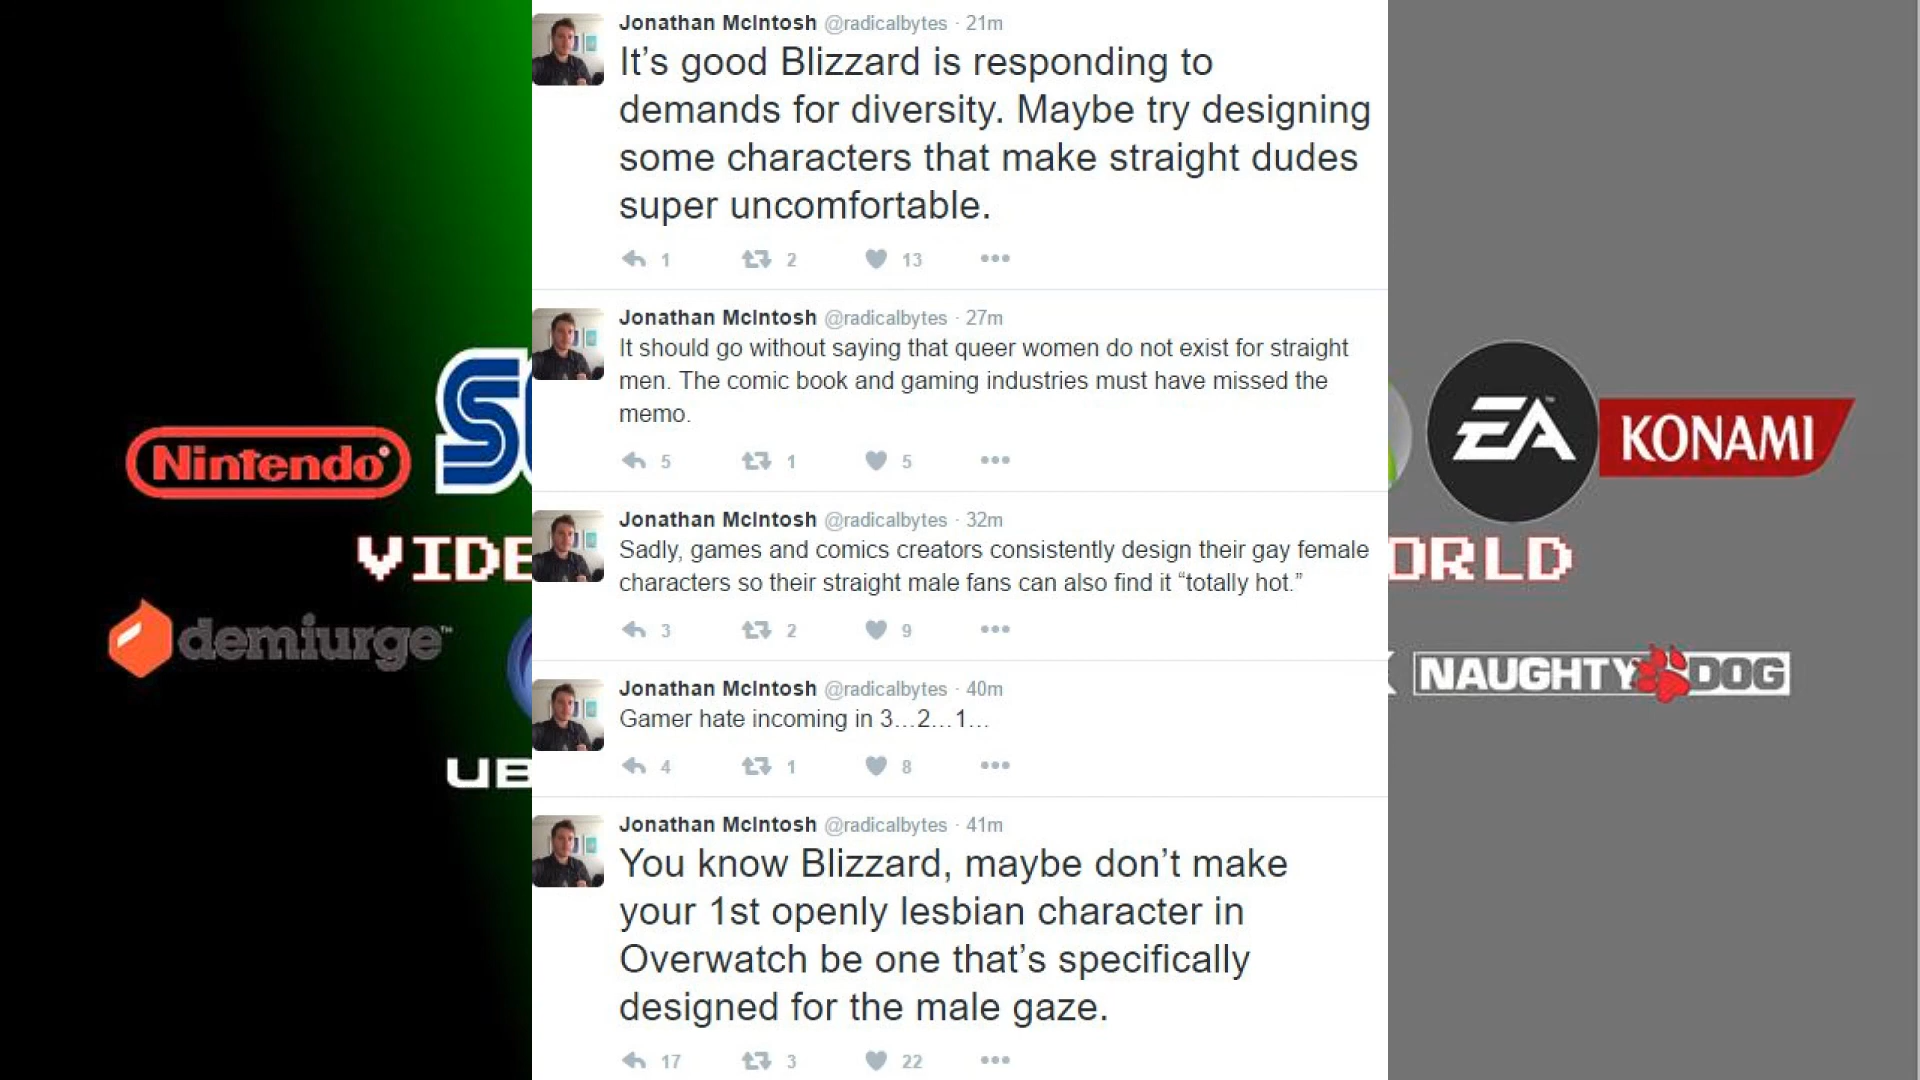 Jonathan McIntosh @radicalbytes · 21m
It’s good Blizzard is responding to
demands for diversity. Maybe try designing
some characters that make straight dudes
super uncomfortable.
1 2 13
Jonathan McIntosh @radicalbytes · 27m
It should go without saying that queer women do not exist for straight
men. The comic book and gaming industries must have missed the
memo.
5 1 5
Jonathan McIntosh @radicalbytes · 32m
Sadly, games and comics creators consistently design their gay female
characters so their straight male fans can also find it “totally hot.”
3 2 9
Jonathan McIntosh @radicalbytes · 40m
Gamer hate incoming in 3…2…1…
4 1 8
Jonathan McIntosh @radicalbytes · 41m
You know Blizzard, maybe don’t make
your 1st openly lesbian character in
Overwatch be one that’s specifically
designed for the male gaze.
17 3 22
Nintendo
EA™
KONAMI
demiurge™
NAUGHTY DOG